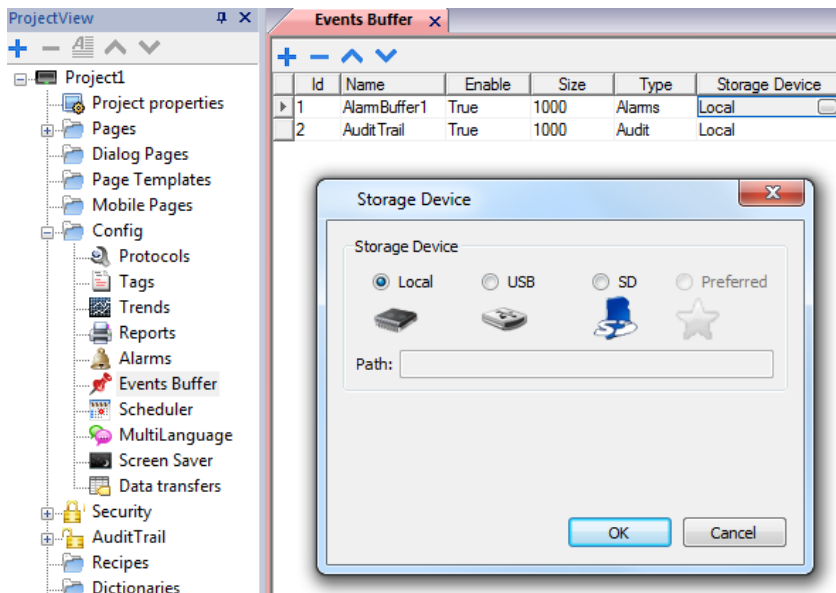 ProjectView
Project1
Project properties
Pages
Dialog Pages
Page Templates
Mobile Pages
Config
Protocols
Tags
Trends
Reports
Alarms
Events Buffer
Scheduler
MultiLanguage
Screen Saver
Data transfers
Security
AuditTrail
Recipes
Dictionaries
Events Buffer
Id Name Enable Size Type Storage Device
1 AlarmBuffer1 True 1000 Alarms Local
2 AuditTrail True 1000 Audit Local
Storage Device
Storage Device
Local USB SD Preferred
SD
Path:
OK Cancel